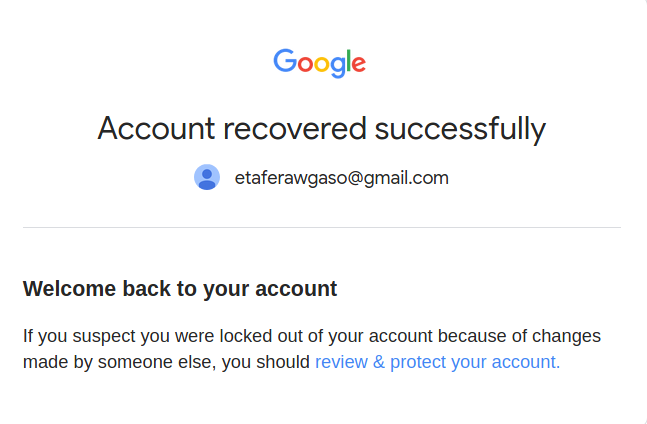 Google
Account recovered successfully
etaferawgaso@gmail.com
Welcome back to your account
If you suspect you were locked out of your account because of changes
made by someone else, you should review & protect your account.